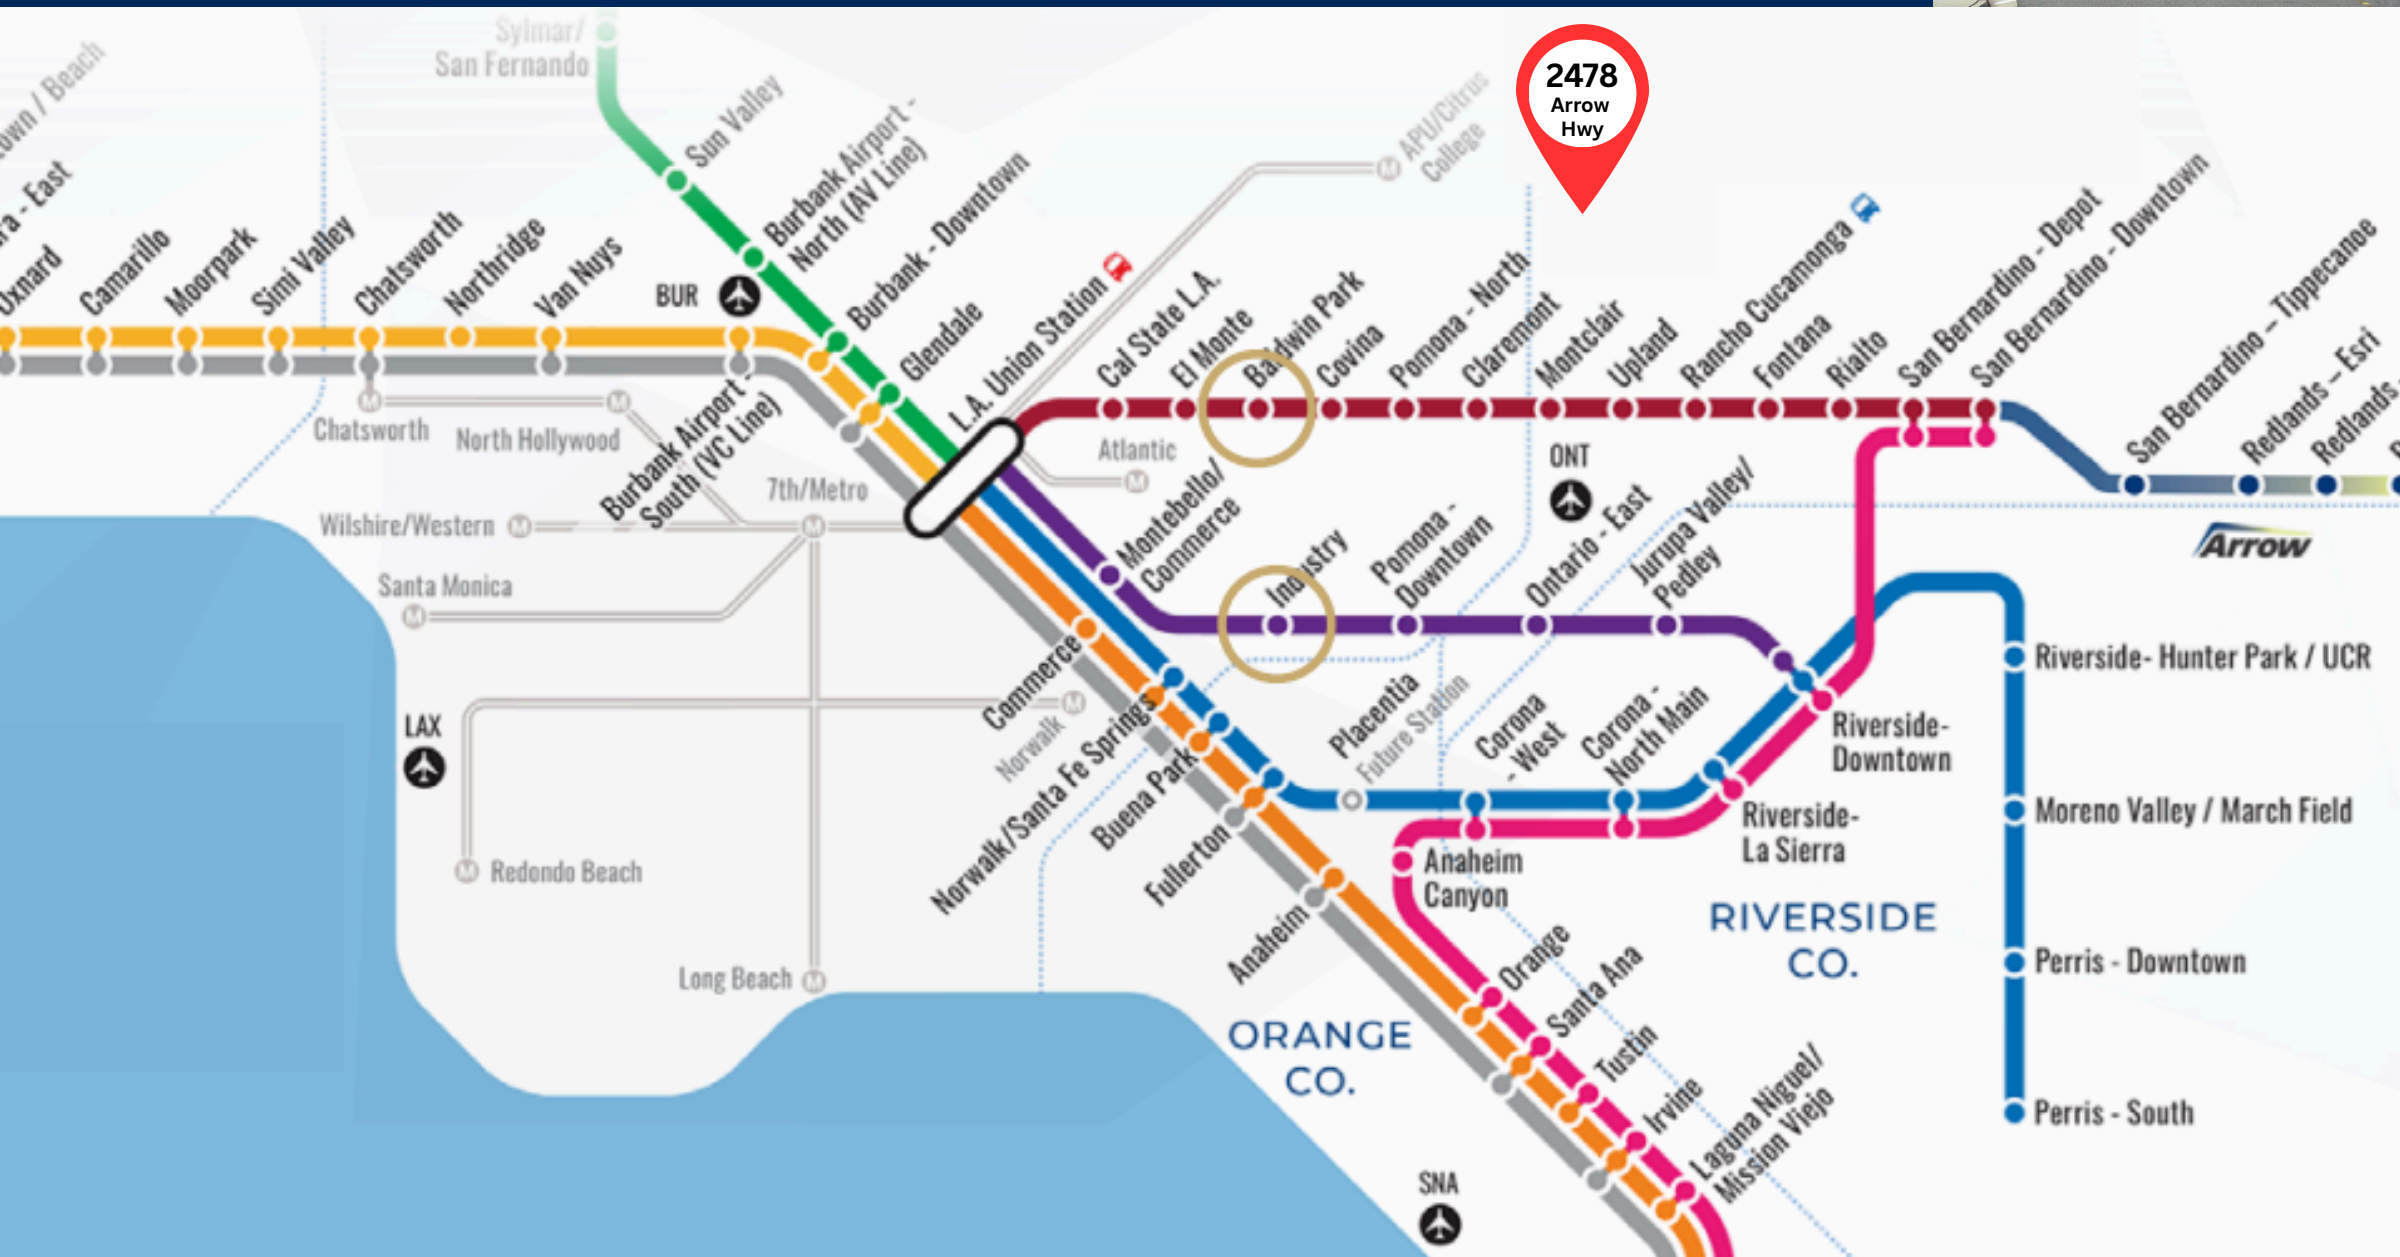 Sylmar/
San Fernando
Sun Valley
Burbank Airport -
North (AV Line)
Burbank - Downtown
Glendale
L.A. Union Station
2478
Arrow
Hwy
APU/Citrus
College
own / Beach
ra - East
Oxnard
Camarillo
Moorpark
Simi Valley
Chatsworth
Northridge
Van Nuys
BUR
Burbank Airport -
South (VC Line)
Cal State L.A.
El Monte
Baldwin Park
Covina
Pomona - North
Claremont
Montclair
Upland
Rancho Cucamonga
Fontana
Rialto
San Bernardino - Depot
San Bernardino - Downtown
San Bernardino – Tippecanoe
Redlands – Esri
Redlands -
Arrow
M
Chatsworth
M
North Hollywood
M
Atlantic
M
7th/Metro
M
Wilshire/Western M
Santa Monica
M
ONT
Montebello/
Commerce
Industry
Pomona -
Downtown
Ontario - East
Jurupa Valley/
Pedley
Commerce
Norwalk
M
Norwalk/Santa Fe Springs
Buena Park
Fullerton
Anaheim
Placentia
Future Station
Corona
- West
Corona -
North Main
Riverside-
Downtown
Riverside-
La Sierra
Riverside- Hunter Park / UCR
Moreno Valley / March Field
Perris - Downtown
Perris - South
LAX
M Redondo Beach
Long Beach M
Anaheim
Canyon
Orange
Santa Ana
Tustin
Irvine
Laguna Niguel/
Mission Viejo
RIVERSIDE
CO.
ORANGE
CO.
SNA